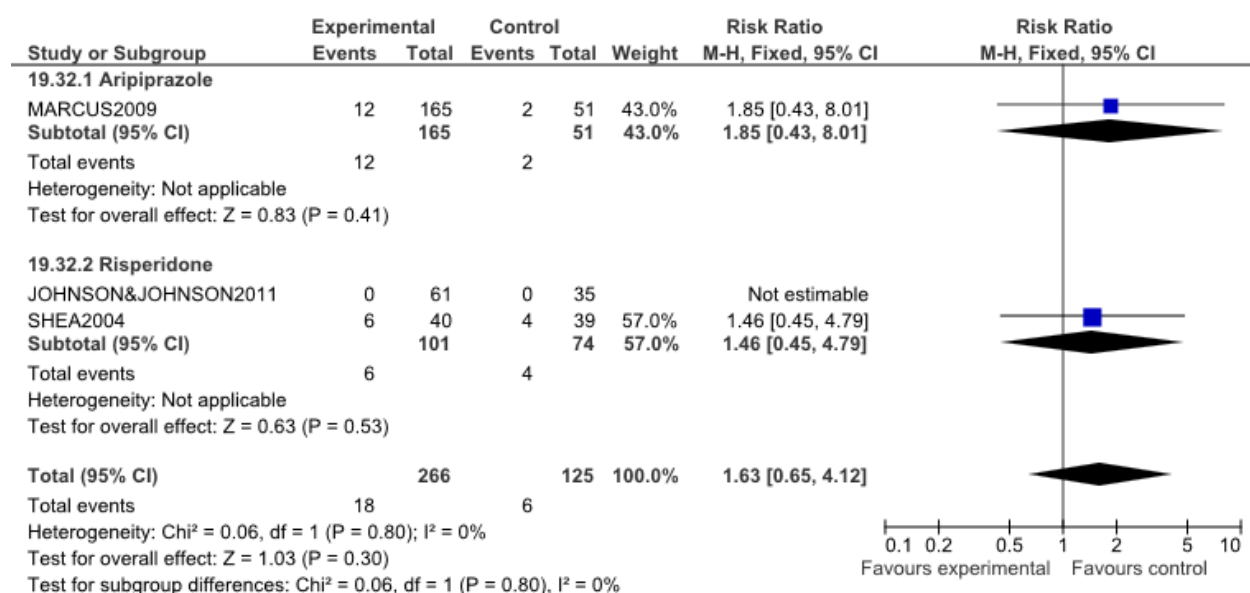 Experimental Control Risk Ratio Risk Ratio
Study or Subgroup Events Total Events Total Weight M-H, Fixed, 95% CI M-H, Fixed, 95% CI
19.32.1 Aripiprazole
MARCUS2009 12 165 2 51 43.0% 1.85 [0.43, 8.01]
Subtotal (95% CI) 165 51 43.0% 1.85 [0.43, 8.01]
Total events 12 2
Heterogeneity: Not applicable
Test for overall effect: Z = 0.83 (P = 0.41)
19.32.2 Risperidone
JOHNSON&JOHNSON2011 0 61 0 35 Not estimable
SHEA2004 6 40 4 39 57.0% 1.46 [0.45, 4.79]
Subtotal (95% CI) 101 74 57.0% 1.46 [0.45, 4.79]
Total events 6 4
Heterogeneity: Not applicable
Test for overall effect: Z = 0.63 (P = 0.53)
Total (95% CI) 266 125 100.0% 1.63 [0.65, 4.12]
Total events 18 6
Heterogeneity: Chi² = 0.06, df = 1 (P = 0.80); I² = 0%
Test for overall effect: Z = 1.03 (P = 0.30)
Test for subgroup differences: Chi² = 0.06, df = 1 (P = 0.80), I² = 0%
0.1 0.2 0.5 1 2 5 10
Favours experimental Favours control